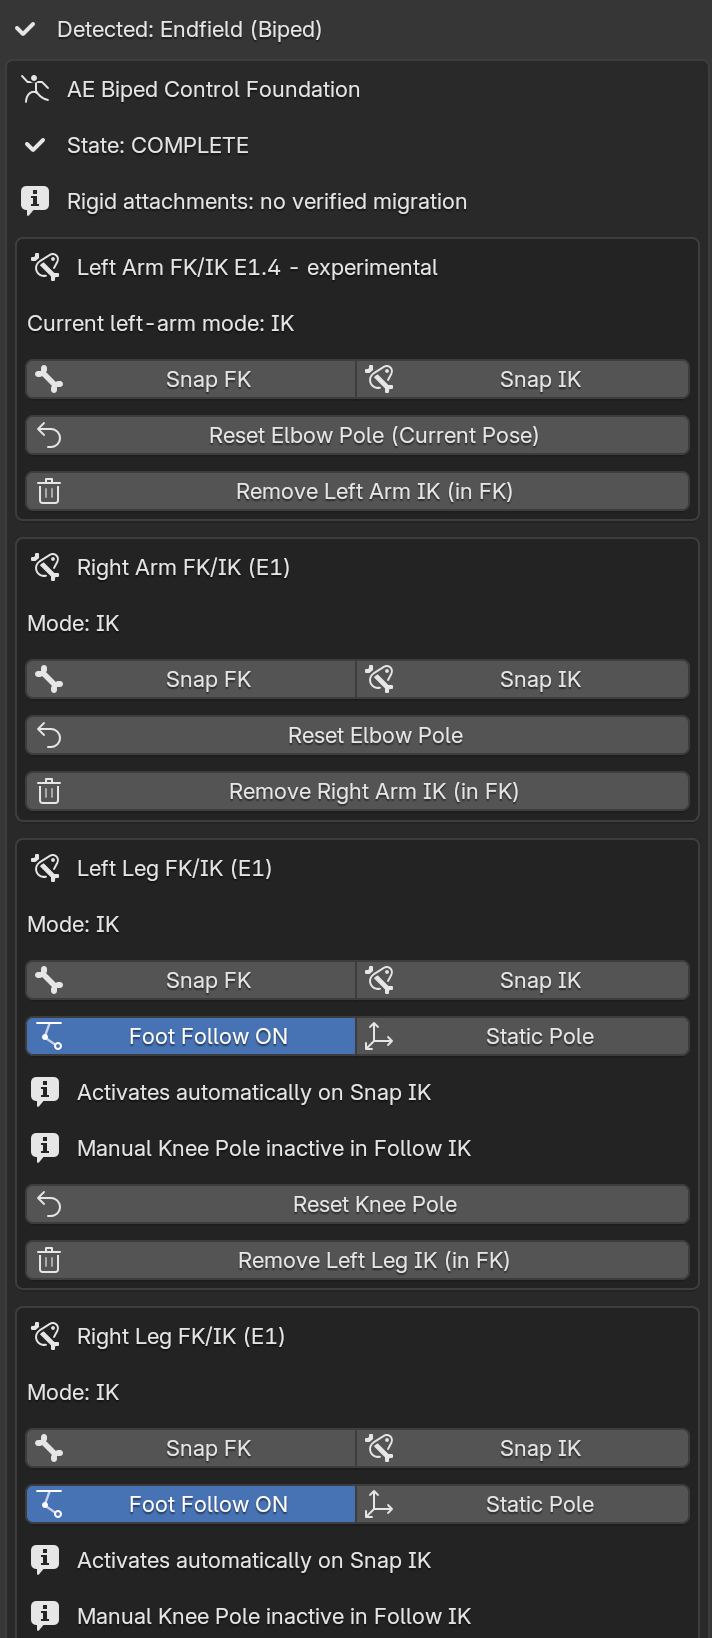 Detected: Endfield (Biped)
AE Biped Control Foundation
State: COMPLETE
Rigid attachments: no verified migration
Left Arm FK/IK E1.4 - experimental
Current left-arm mode: IK
Snap FK
Snap IK
Reset Elbow Pole (Current Pose)
Remove Left Arm IK (in FK)
Right Arm FK/IK (E1)
Mode: IK
Snap FK
Snap IK
Reset Elbow Pole
Remove Right Arm IK (in FK)
Left Leg FK/IK (E1)
Mode: IK
Snap FK
Snap IK
Foot Follow ON
Static Pole
Activates automatically on Snap IK
Manual Knee Pole inactive in Follow IK
Reset Knee Pole
Remove Left Leg IK (in FK)
Right Leg FK/IK (E1)
Mode: IK
Snap FK
Snap IK
Foot Follow ON
Static Pole
Activates automatically on Snap IK
Manual Knee Pole inactive in Follow IK